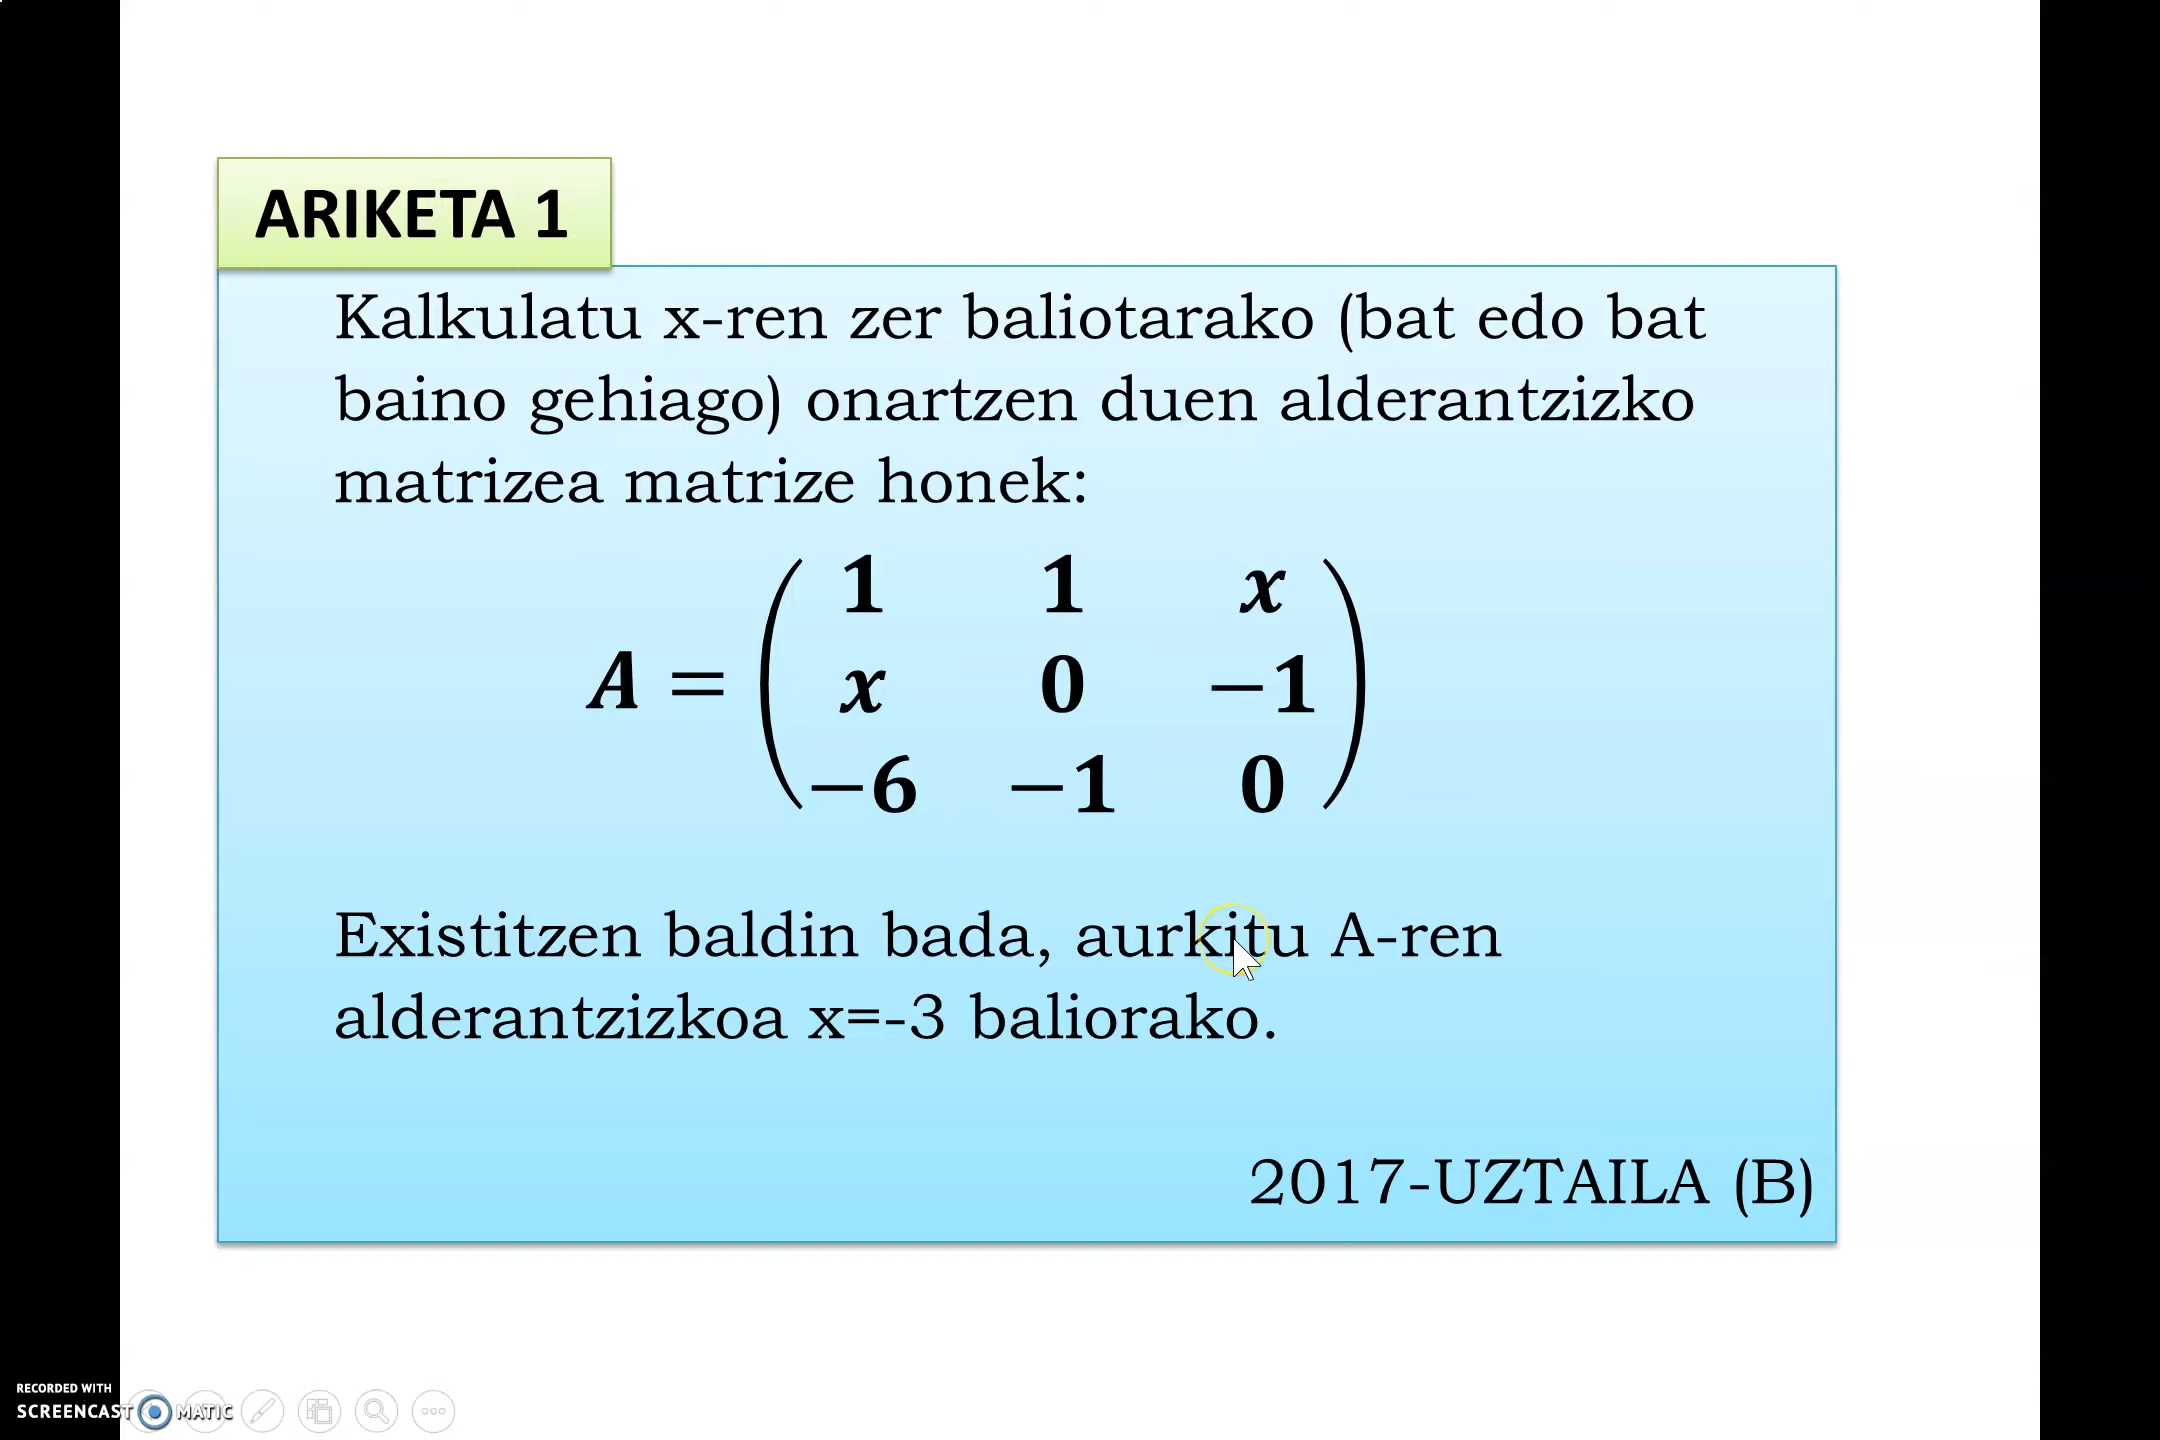 ARIKETA 1
Kalkulatu x-ren zer baliotarako (bat edo bat
baino gehiago) onartzen duen alderantzizko
matrizea matrize honek:
1 1 x
A = x 0 −1
−6 −1 0
Existitzen baldin bada, aurkitu A-ren
alderantzizkoa x=-3 baliorako.
2017-UZTAILA (B)
RECORDED WITH
SCREENCAST MATIC